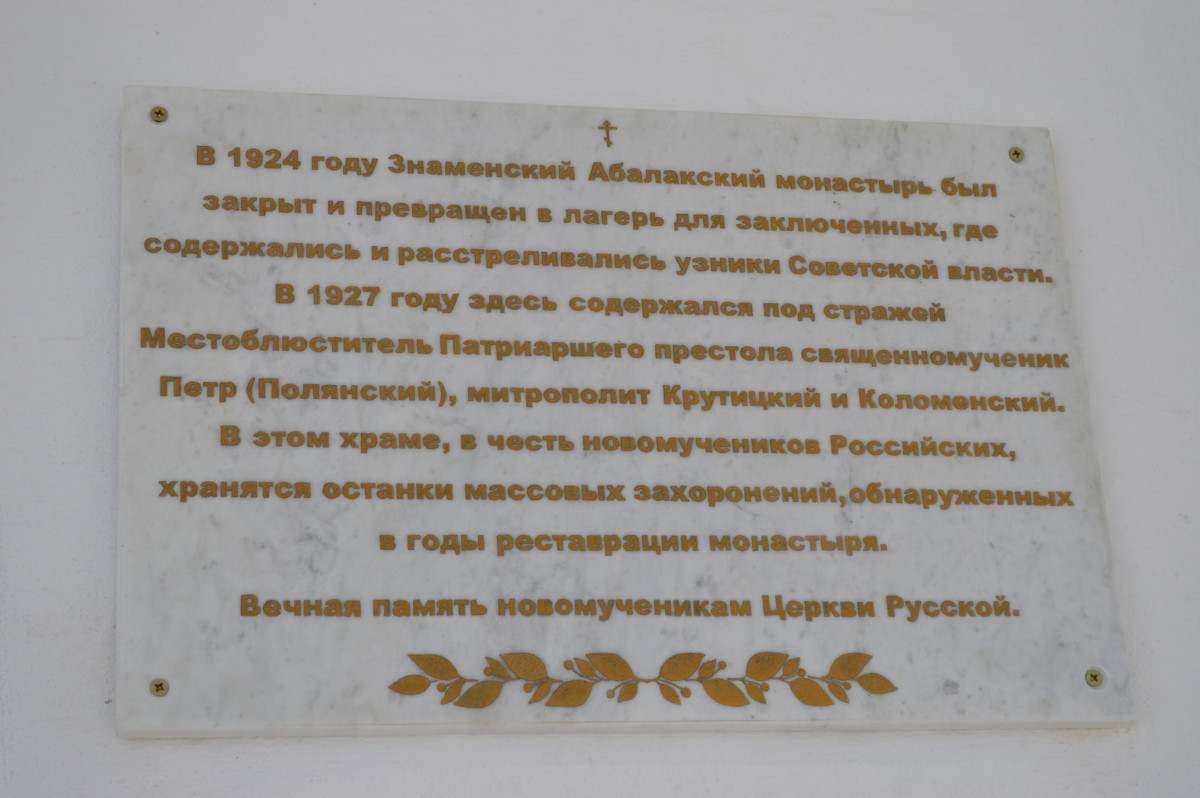 В 1924 году Знаменский Абалакский монастырь был
закрыт и превращен в лагерь для заключенных, где
содержались и расстреливались узники Советской власти.
В 1927 году здесь содержался под стражей
Местоблюститель Патриаршего престола священномученик
Петр (Полянский), митрополит Крутицкий и Коломенский.
В этом храме, в честь новомучеников Российских,
хранятся останки массовых захоронений,обнаруженных
в годы реставрации монастыря.
Вечная память новомученикам Церкви Русской.